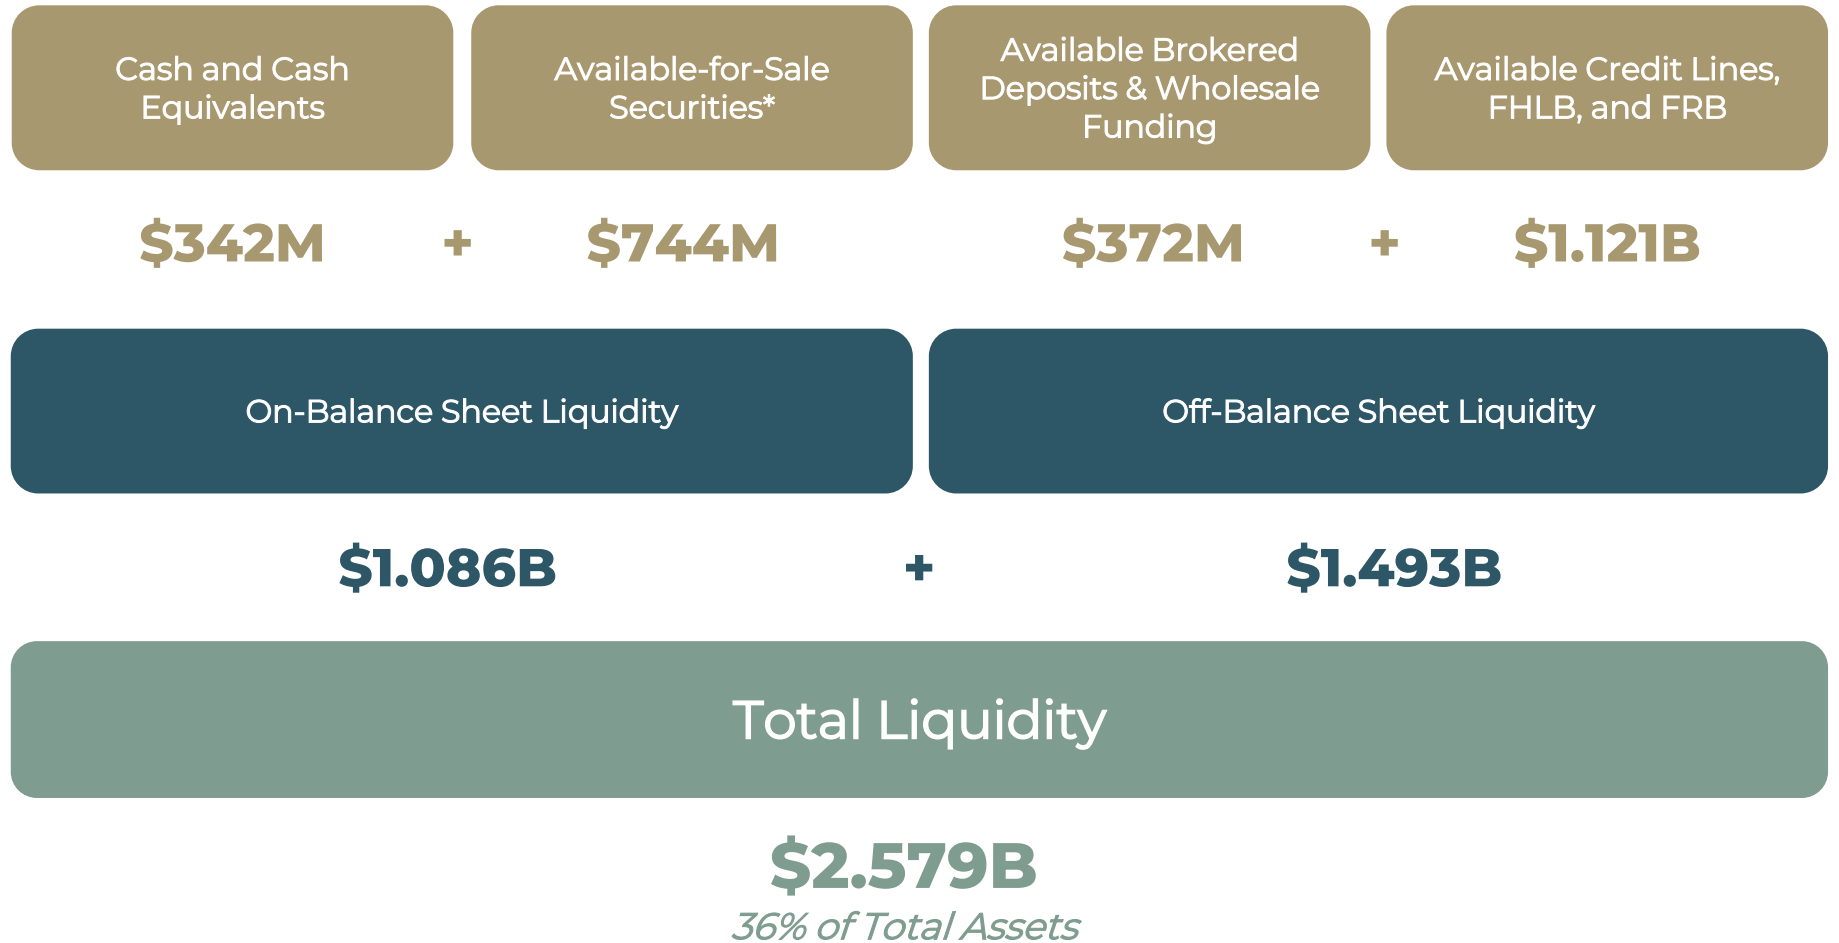 Cash and Cash
Equivalents
Available-for-Sale
Securities*
Available Brokered
Deposits & Wholesale
Funding
Available Credit Lines,
FHLB, and FRB
$342M + $744M $372M + $1.121B
On-Balance Sheet Liquidity
Off-Balance Sheet Liquidity
$1.086B + $1.493B
Total Liquidity
$2.579B
36% of Total Assets